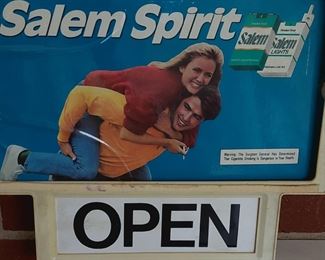 Salem Spirit
Salem
Salem
LIGHTS
Warning: The Surgeon General Has Determined
That Cigarette Smoking Is Dangerous to Your Health.
OPEN